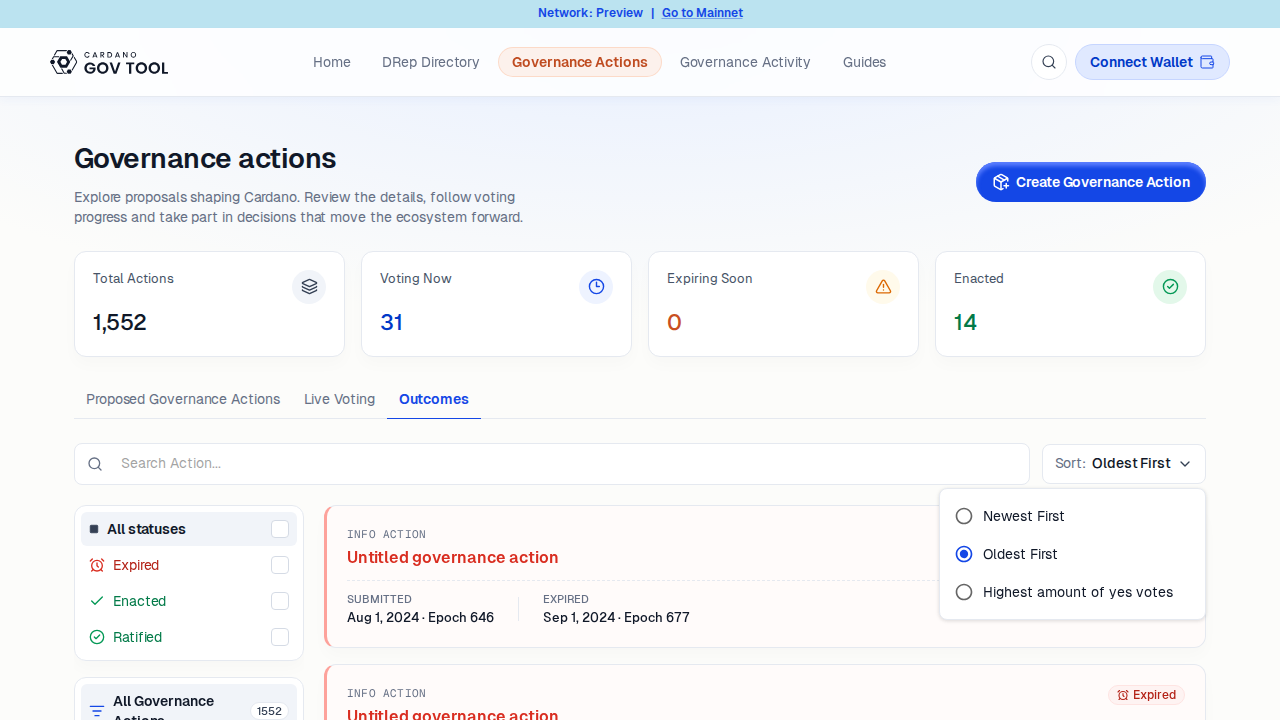 Network: Preview | Go to Mainnet
CARDANO
GOV TOOL
Home
DRep Directory
Governance Actions
Governance Activity
Guides
Connect Wallet
Governance actions
Explore proposals shaping Cardano. Review the details, follow voting
progress and take part in decisions that move the ecosystem forward.
Create Governance Action
Total Actions
1,552
Voting Now
31
Expiring Soon
0
Enacted
14
Proposed Governance Actions
Live Voting
Outcomes
Search Action...
Sort: Oldest First
Newest First
Oldest First
Highest amount of yes votes
All statuses
Expired
Enacted
Ratified
All Governance
Actions
1552
INFO ACTION
Untitled governance action
SUBMITTED
Aug 1, 2024 · Epoch 646
EXPIRED
Sep 1, 2024 · Epoch 677
INFO ACTION
Expired
Untitled governance action